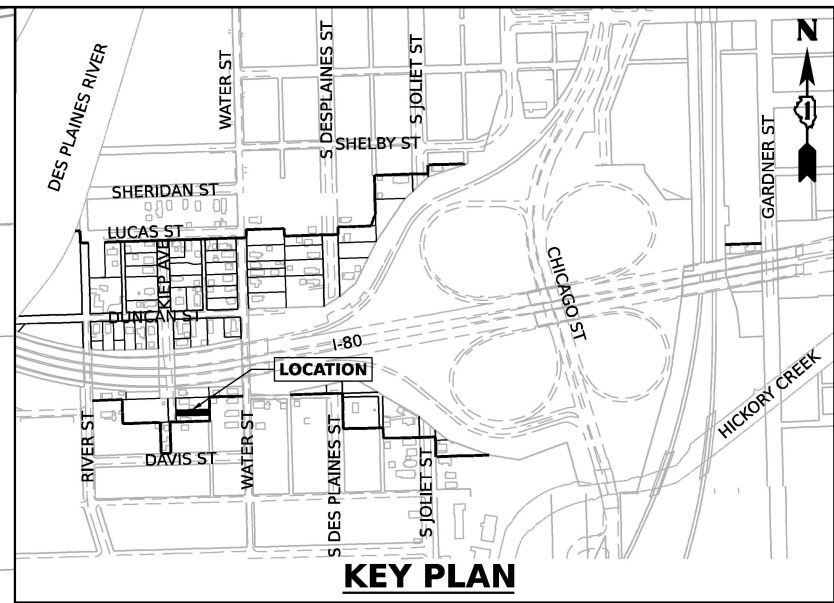 DES PLAINES RIVER
WATER ST
S DESPLAINES ST
S JOLIET ST
N
SHELBY ST
GARDNER ST
SHERIDAN ST
LUCAS ST
KIEP AVE
CHICAGO ST
DUNCAN ST
I-80
LOCATION
HICKORY CREEK
RIVER ST
WATER ST
S DES PLAINES ST
S JOLIET ST
DAVIS ST
KEY PLAN